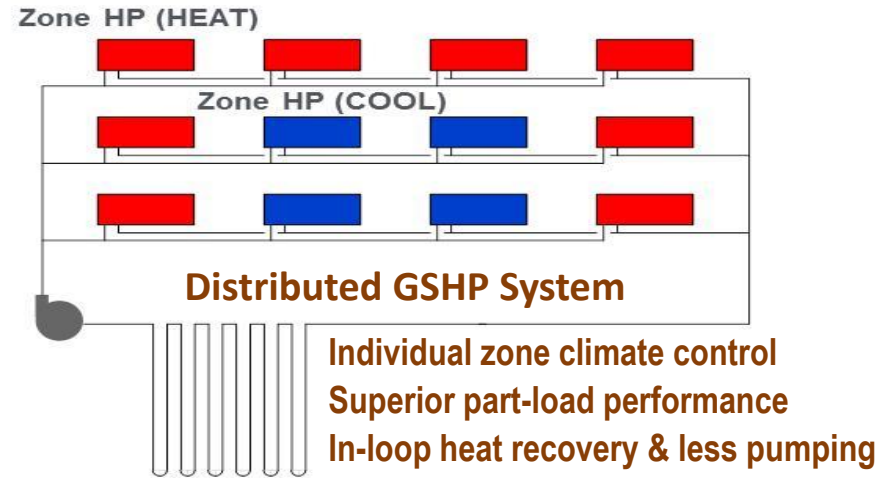 Zone HP (HEAT)
Zone HP (COOL)
Distributed GSHP System
Individual zone climate control
Superior part-load performance
In-loop heat recovery & less pumping